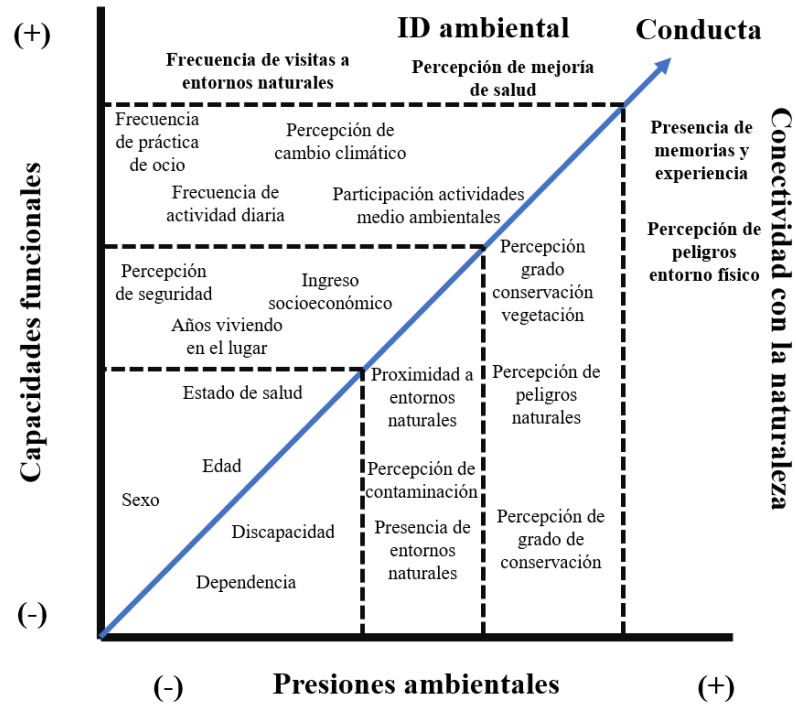 (+)
ID ambiental
Conducta
Frecuencia de visitas a
entornos naturales
Percepción de mejoría
de salud
Frecuencia
de práctica
de ocio
Percepción de
cambio climático
Frecuencia de
actividad diaria
Participación actividades
medio ambientales
Presencia de
memorias y
experiencia
Percepción de
peligros
entorno físico
Percepción
de seguridad
Ingreso
socioeconómico
Años viviendo
en el lugar
Percepción
grado
conservación
vegetación
Estado de salud
Proximidad a
entornos
naturales
Percepción de
peligros
naturales
Edad
Sexo
Discapacidad
Dependencia
Percepción de
contaminación
Presencia de
entornos
naturales
Percepción de
grado de
conservación
Capacidades funcionales
Conectividad con la naturaleza
(-)
(-)
Presiones ambientales
(+)